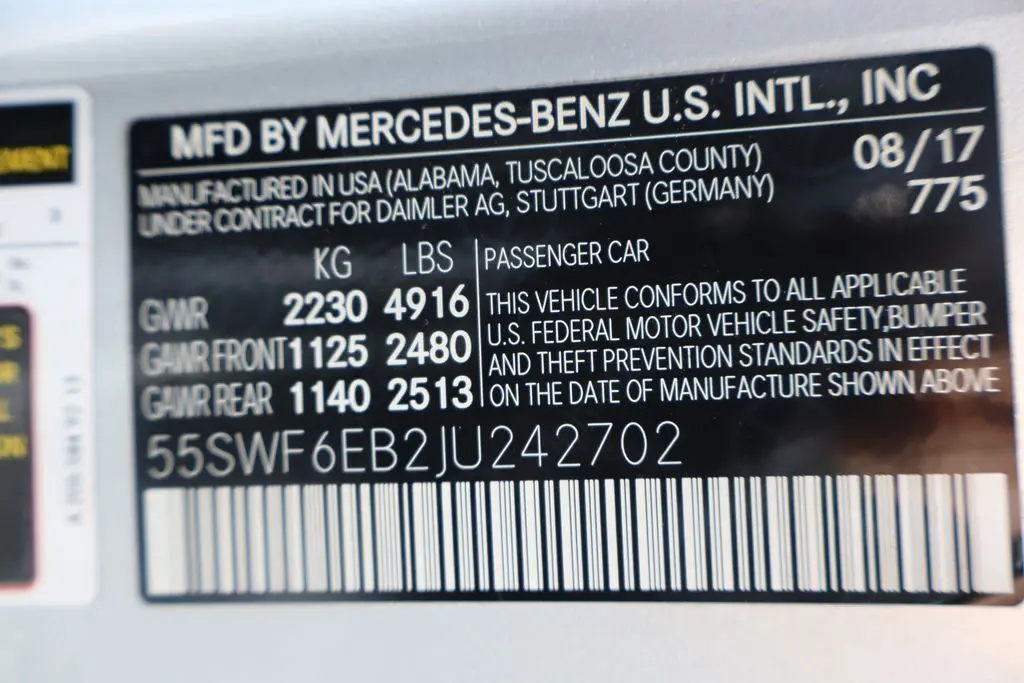 MFD BY MERCEDES-BENZ U.S. INTL., INC
MANUFACTURED IN USA (ALABAMA, TUSCALOOSA COUNTY) 08/17
UNDER CONTRACT FOR DAIMLER AG, STUTTGART (GERMANY) 775
KG LBS
GVWR 2230 4916
GAWR FRONT 1125 2480
GAWR REAR 1140 2513
PASSENGER CAR
THIS VEHICLE CONFORMS TO ALL APPLICABLE
U.S. FEDERAL MOTOR VEHICLE SAFETY,BUMPER
AND THEFT PREVENTION STANDARDS IN EFFECT
ON THE DATE OF MANUFACTURE SHOWN ABOVE
55SWF6EB2JU242702